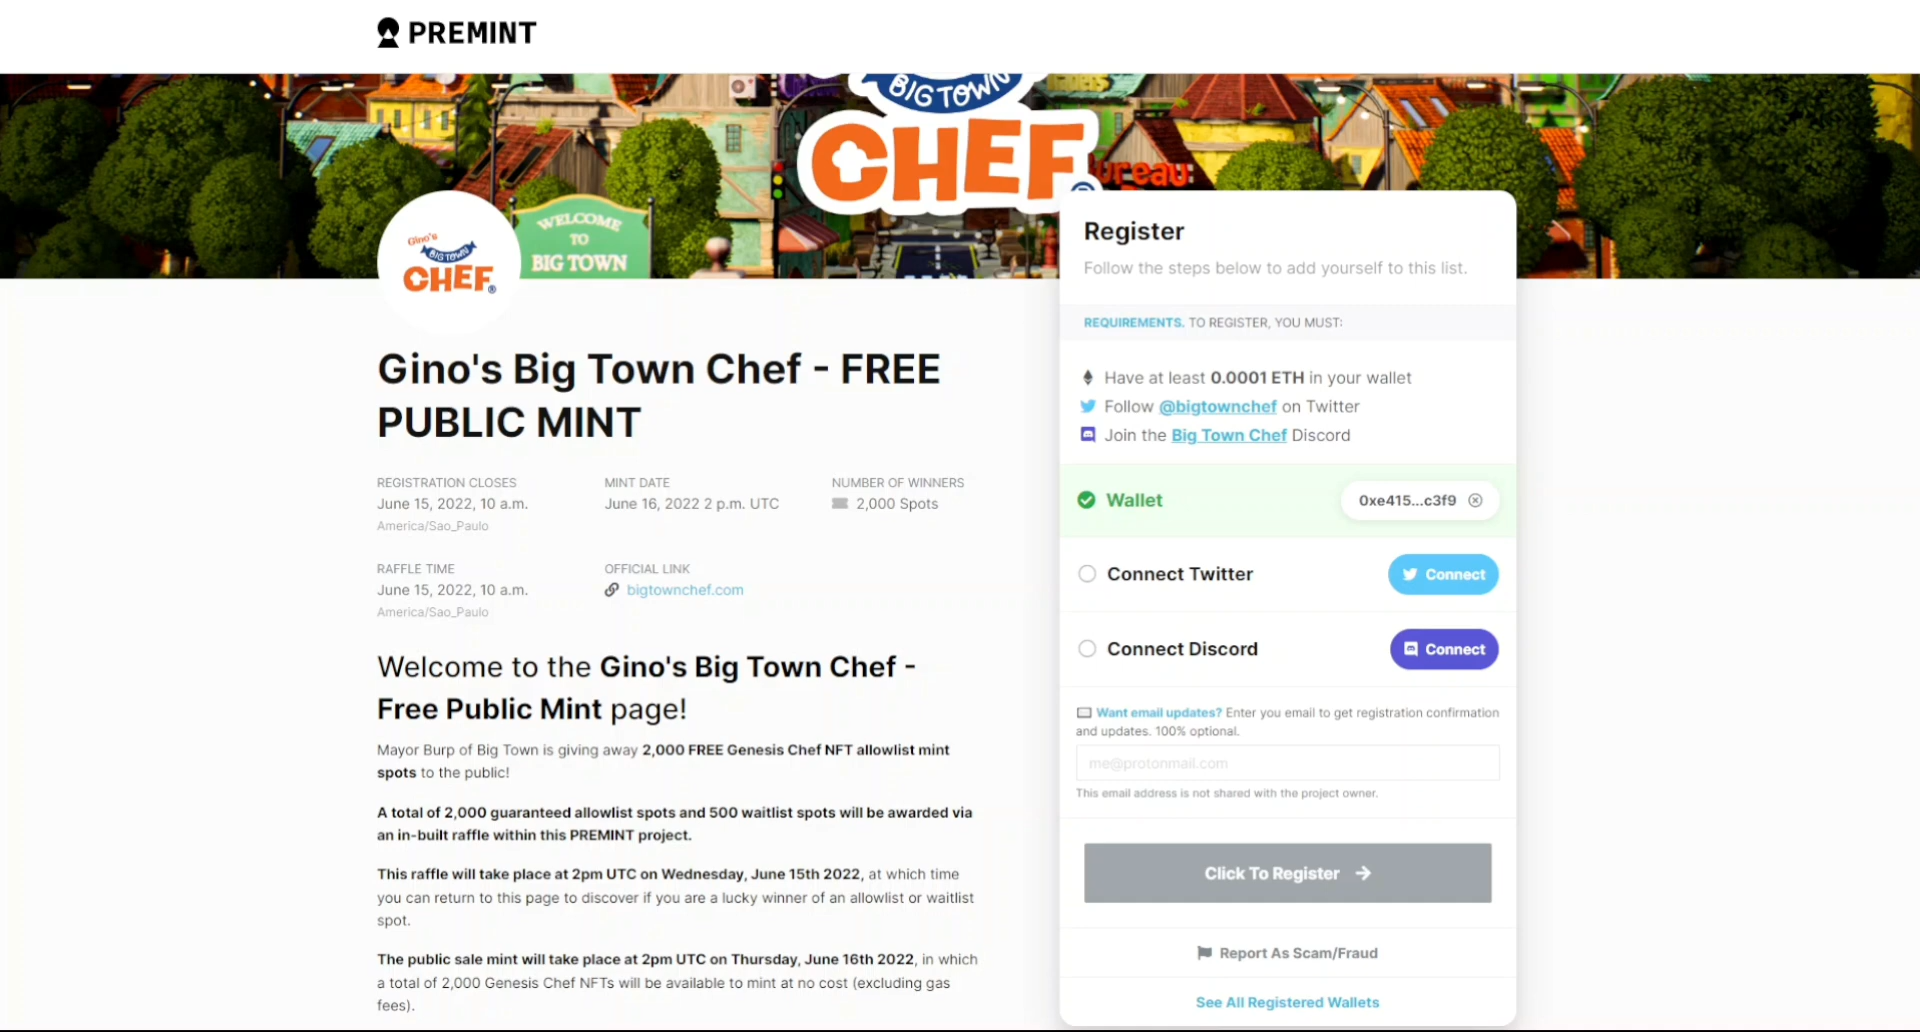 PREMINT
BIG TOWN
CHEF
ureau
WELCOME
TO
BIG TOWN
Gino's
BIG TOWN
CHEF®
Gino's Big Town Chef - FREE
PUBLIC MINT
REGISTRATION CLOSES
June 15, 2022, 10 a.m.
America/Sao_Paulo
MINT DATE
June 16, 2022 2 p.m. UTC
NUMBER OF WINNERS
2,000 Spots
RAFFLE TIME
June 15, 2022, 10 a.m.
America/Sao_Paulo
OFFICIAL LINK
bigtownchef.com
Welcome to the Gino's Big Town Chef -
Free Public Mint page!
Mayor Burp of Big Town is giving away 2,000 FREE Genesis Chef NFT allowlist mint
spots to the public!
A total of 2,000 guaranteed allowlist spots and 500 waitlist spots will be awarded via
an in-built raffle within this PREMINT project.
This raffle will take place at 2pm UTC on Wednesday, June 15th 2022, at which time
you can return to this page to discover if you are a lucky winner of an allowlist or waitlist
spot.
The public sale mint will take place at 2pm UTC on Thursday, June 16th 2022, in which
a total of 2,000 Genesis Chef NFTs will be available to mint at no cost (excluding gas
fees).
Register
Follow the steps below to add yourself to this list.
REQUIREMENTS. TO REGISTER, YOU MUST:
Have at least 0.0001 ETH in your wallet
Follow @bigtownchef on Twitter
Join the Big Town Chef Discord
Wallet
0xe415...c3f9
Connect Twitter
Connect
Connect Discord
Connect
Want email updates? Enter you email to get registration confirmation
and updates. 100% optional.
me@protonmail.com
This email address is not shared with the project owner.
Click To Register →
Report As Scam/Fraud
See All Registered Wallets